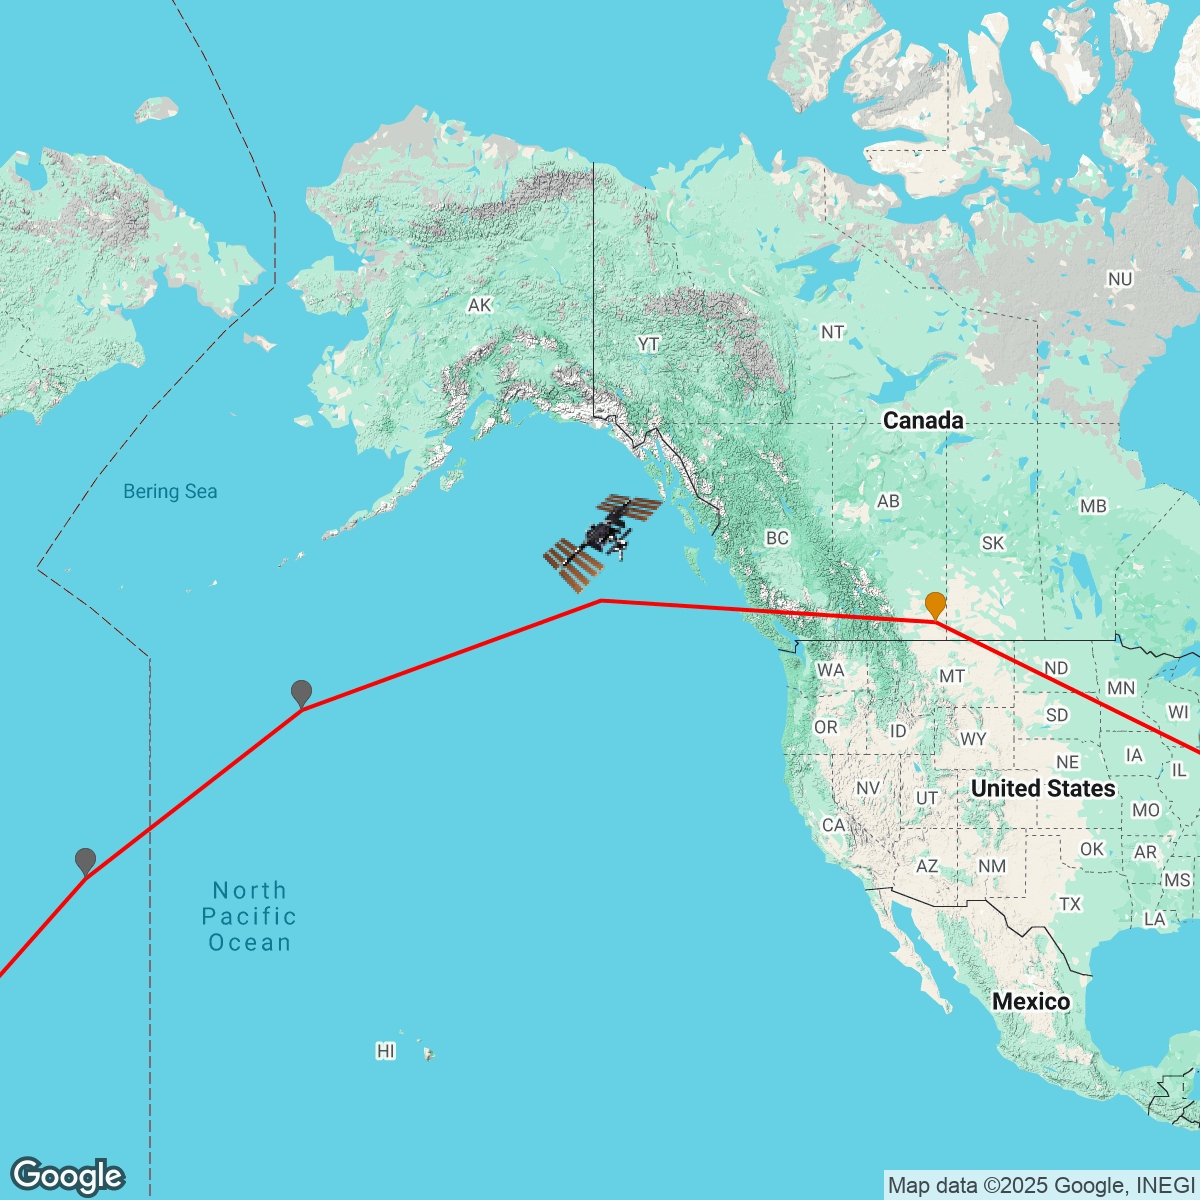 NU
AK
NT
YT
Canada
Bering Sea
AB
MB
BC
SK
WA
MT
ND
MN
OR
ID
WY
SD
WI
NV
UT
NE
IA
IL
United States
CA
MO
AZ
NM
OK
AR
MS
North
Pacific
Ocean
TX
LA
Mexico
HI
Google
Map data ©2025 Google, INEGI